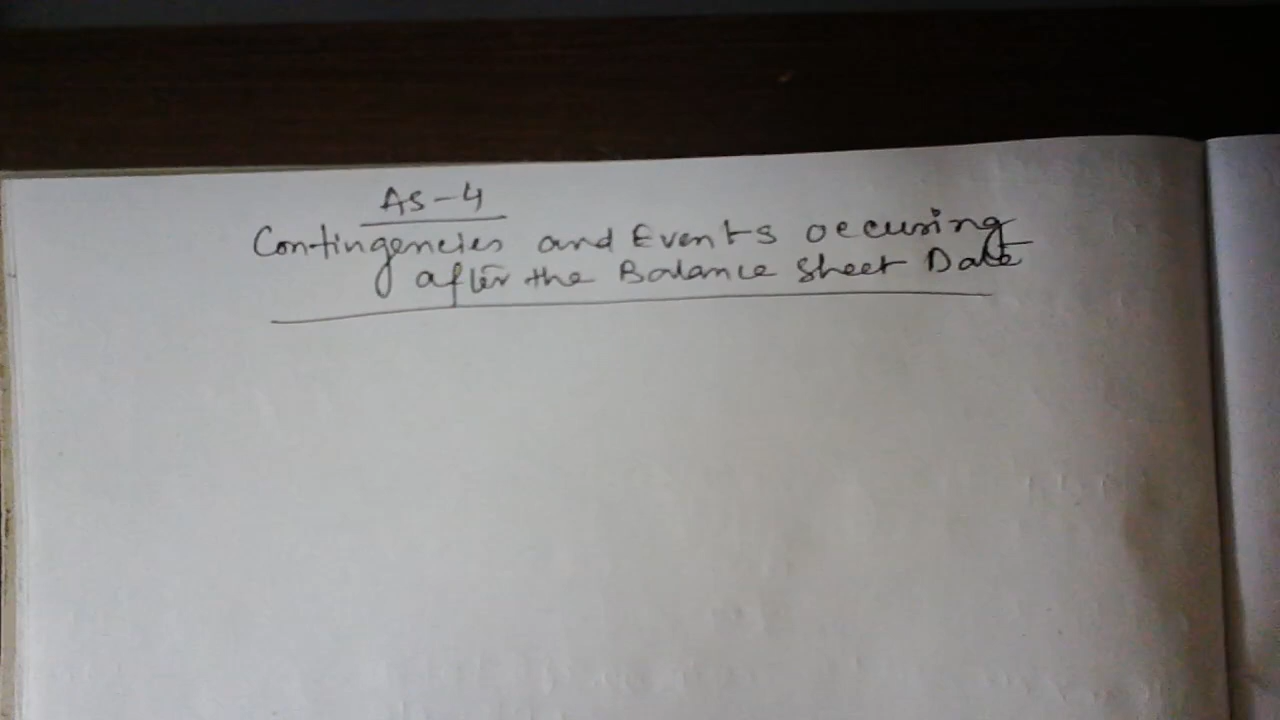 AS-4
Contingencies and Events occuring
after the Balance Sheet Date